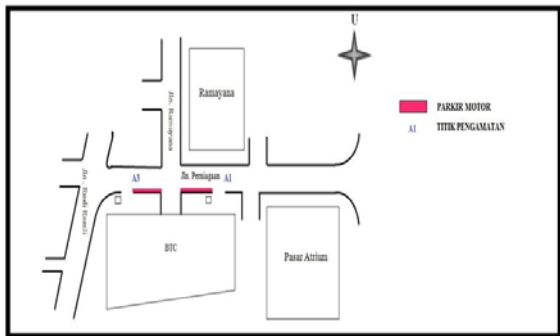 U
Ramayana
PARKIR MOTOR
A1 TITIK PENGAMATAN
A3
Jln. Perniagaan
A1
BTC
Pasar Atrium